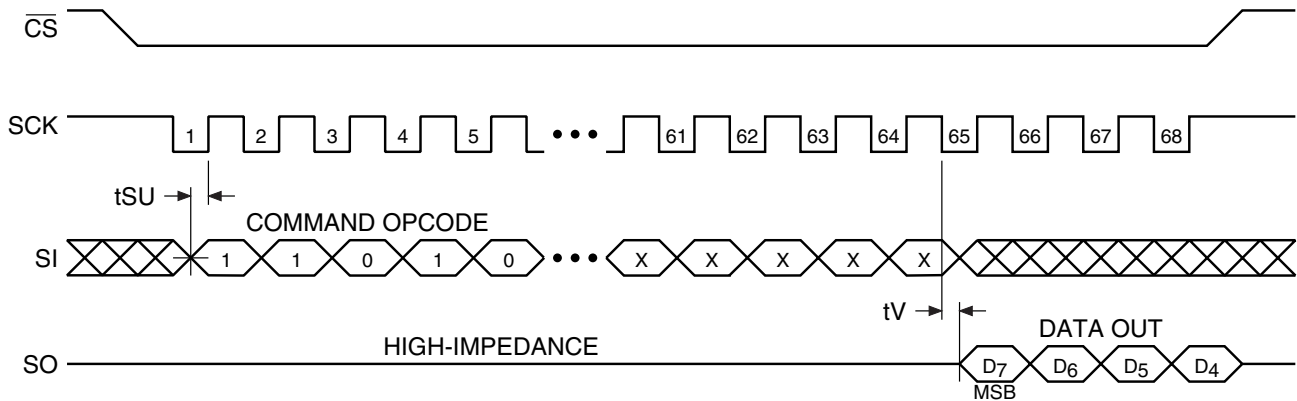 CS
SCK 1 2 3 4 5 ••• 61 62 63 64 65 66 67 68
tSU
COMMAND OPCODE
SI 1 1 0 1 0 ••• X X X X X
tV
HIGH-IMPEDANCE
DATA OUT
SO D7 D6 D5 D4
MSB